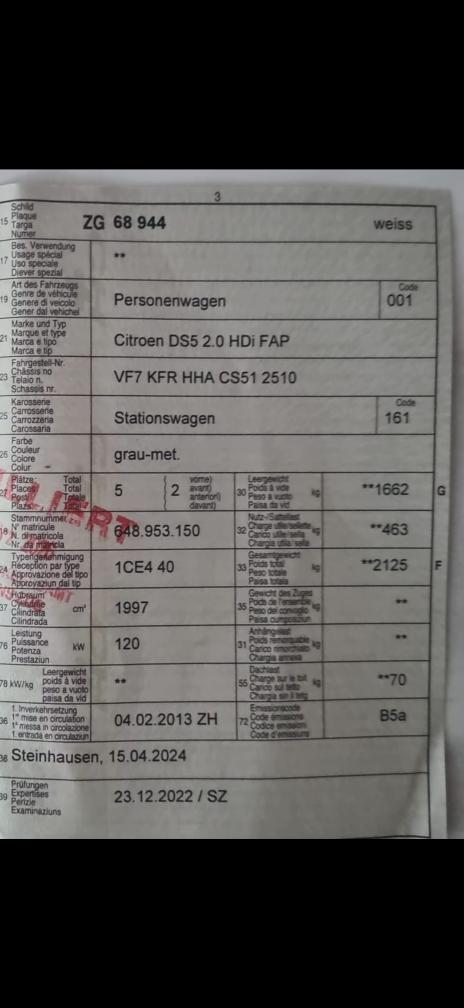 3
15 Schild
Plaque
Targa
Numer
ZG 68 944 weiss
17 Bes. Verwendung
Usage spécial
Uso speciale
Diever spezial
**
19 Art des Fahrzeugs
Genre de véhicule
Genere di veicolo
Gener dal vehichel
Personenwagen
Code
001
21 Marke und Typ
Marque et type
Marca e tipo
Marca e tip
Citroen DS5 2.0 HDi FAP
23 Fahrgestell-Nr.
Châssis no
Telaio n.
Schassis nr.
VF7 KFR HHA CS51 2510
25 Karosserie
Carrosserie
Carrozzeria
Carossaria
Stationswagen
Code
161
26 Farbe
Couleur
Colore
Colur
grau-met.
27 Plätze: Total
Places Total
Posti Totale
Plazs Total
5 (2 vorne)
avant)
anteriori)
davant)
30 Leergewicht
Poids à vide
Peso a vuoto
Paisa da vid
kg
**1662 G
18 Stammnummer
N° matricule
N. di matricola
Nr. da matricla
648.953.150
32 Nutz-/Sattellast
Charge utile/sellette
Carico utile/sella
Chargia utila/sella
kg
**463
24 Typengenehmigung
Réception par type
Approvazione del tipo
Approvaziun dal tip
1CE4 40
33 Gesamtgewicht
Poids total
Peso totale
Paisa totala
kg
**2125 F
37 Hubraum
Cylindrée
Cilindrata
Cilindrada
cm³
1997
35 Gewicht des Zuges
Poids de l'ensemble
Peso del convoglio
Paisa cumposiziun
kg
**
76 Leistung
Puissance
Potenza
Prestaziun
kW
120
31 Anhängelast
Poids remorquable
Carico rimorchiato
Chargia annexa
kg
**
78 kW/kg Leergewicht
poids à vide
peso a vuoto
paisa da vid
**
55 Dachlast
Charge sur le toit
Carico sul tetto
Chargia sin il tetg
kg
**70
36 1. Inverkehrsetzung
1re mise en circulation
1a messa in circolazione
1. entrada en circulaziun
04.02.2013 ZH
72 Emissionscode
Code émissions
Codice emissioni
Code d'emissiuns
B5a
38 Steinhausen, 15.04.2024
39 Prüfungen
Expertises
Perizie
Examinaziuns
23.12.2022 / SZ